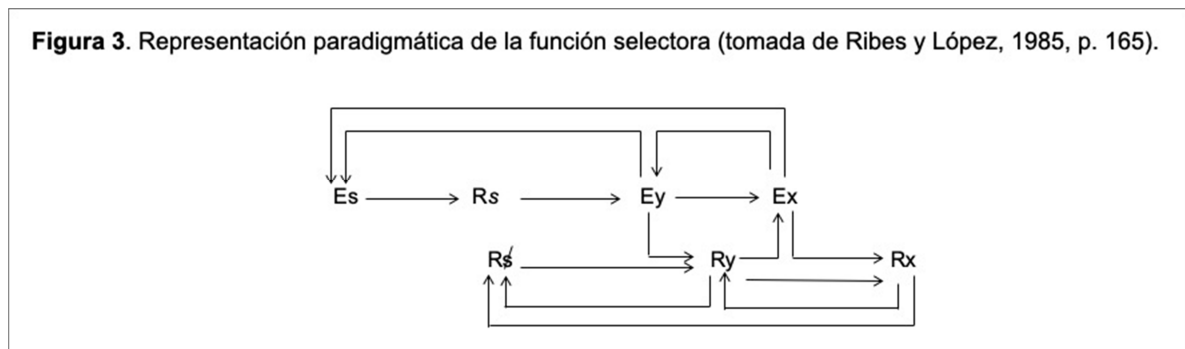 Figura 3. Representación paradigmática de la función selectora (tomada de Ribes y López, 1985, p. 165).
Es Rs Ey Ex
Rs̸ Ry Rx